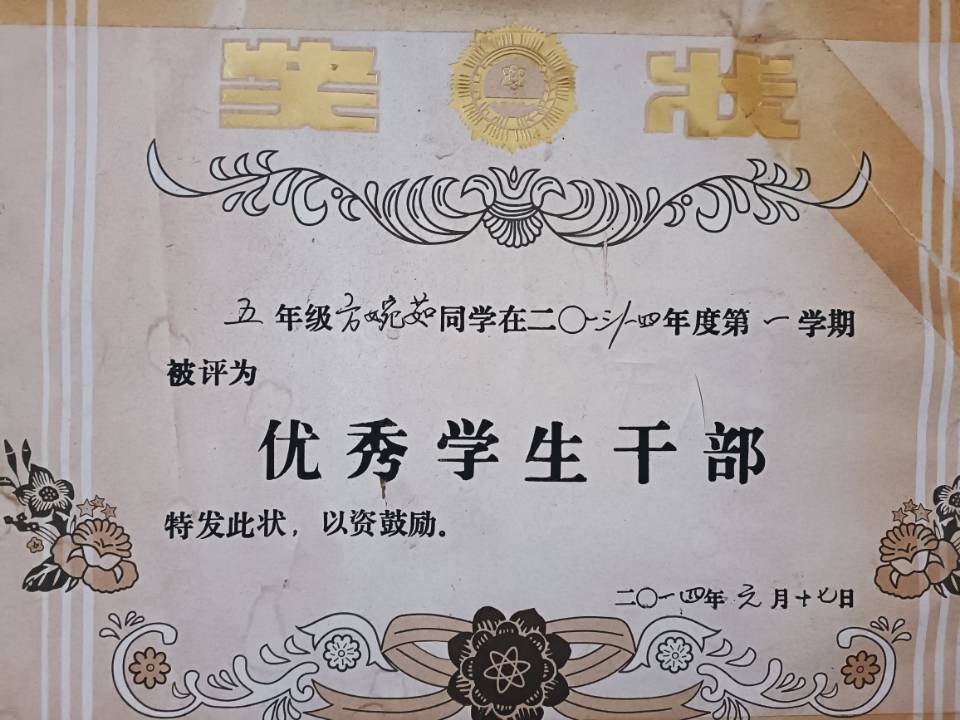 奖状
五年级方婉茹同学在二〇一三/一四年度第一学期
被评为
优秀学生干部
特发此状，以资鼓励。
二〇一四年元月十七日